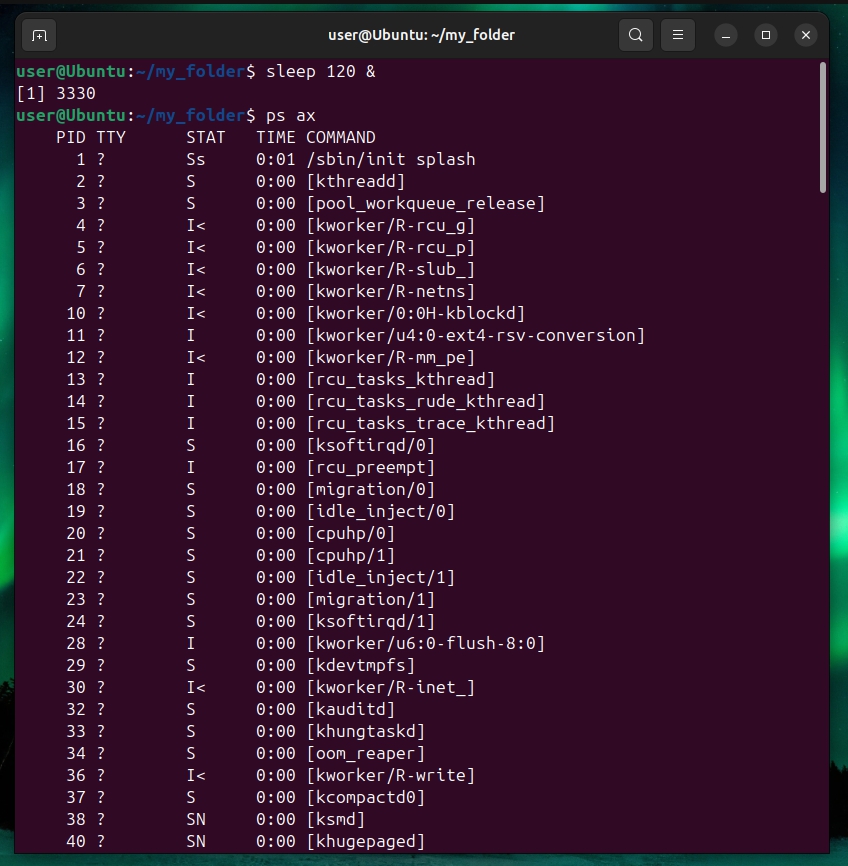 user@Ubuntu: ~/my_folder
user@Ubuntu:~/my_folder$ sleep 120 &
[1] 3330
user@Ubuntu:~/my_folder$ ps ax
    PID TTY      STAT   TIME COMMAND
      1 ?        Ss     0:01 /sbin/init splash
      2 ?        S      0:00 [kthreadd]
      3 ?        S      0:00 [pool_workqueue_release]
      4 ?        I<     0:00 [kworker/R-rcu_g]
      5 ?        I<     0:00 [kworker/R-rcu_p]
      6 ?        I<     0:00 [kworker/R-slub_]
      7 ?        I<     0:00 [kworker/R-netns]
     10 ?        I<     0:00 [kworker/0:0H-kblockd]
     11 ?        I      0:00 [kworker/u4:0-ext4-rsv-conversion]
     12 ?        I<     0:00 [kworker/R-mm_pe]
     13 ?        I      0:00 [rcu_tasks_kthread]
     14 ?        I      0:00 [rcu_tasks_rude_kthread]
     15 ?        I      0:00 [rcu_tasks_trace_kthread]
     16 ?        S      0:00 [ksoftirqd/0]
     17 ?        I      0:00 [rcu_preempt]
     18 ?        S      0:00 [migration/0]
     19 ?        S      0:00 [idle_inject/0]
     20 ?        S      0:00 [cpuhp/0]
     21 ?        S      0:00 [cpuhp/1]
     22 ?        S      0:00 [idle_inject/1]
     23 ?        S      0:00 [migration/1]
     24 ?        S      0:00 [ksoftirqd/1]
     28 ?        I      0:00 [kworker/u6:0-flush-8:0]
     29 ?        S      0:00 [kdevtmpfs]
     30 ?        I<     0:00 [kworker/R-inet_]
     32 ?        S      0:00 [kauditd]
     33 ?        S      0:00 [khungtaskd]
     34 ?        S      0:00 [oom_reaper]
     36 ?        I<     0:00 [kworker/R-write]
     37 ?        S      0:00 [kcompactd0]
     38 ?        SN     0:00 [ksmd]
     40 ?        SN     0:00 [khugepaged]